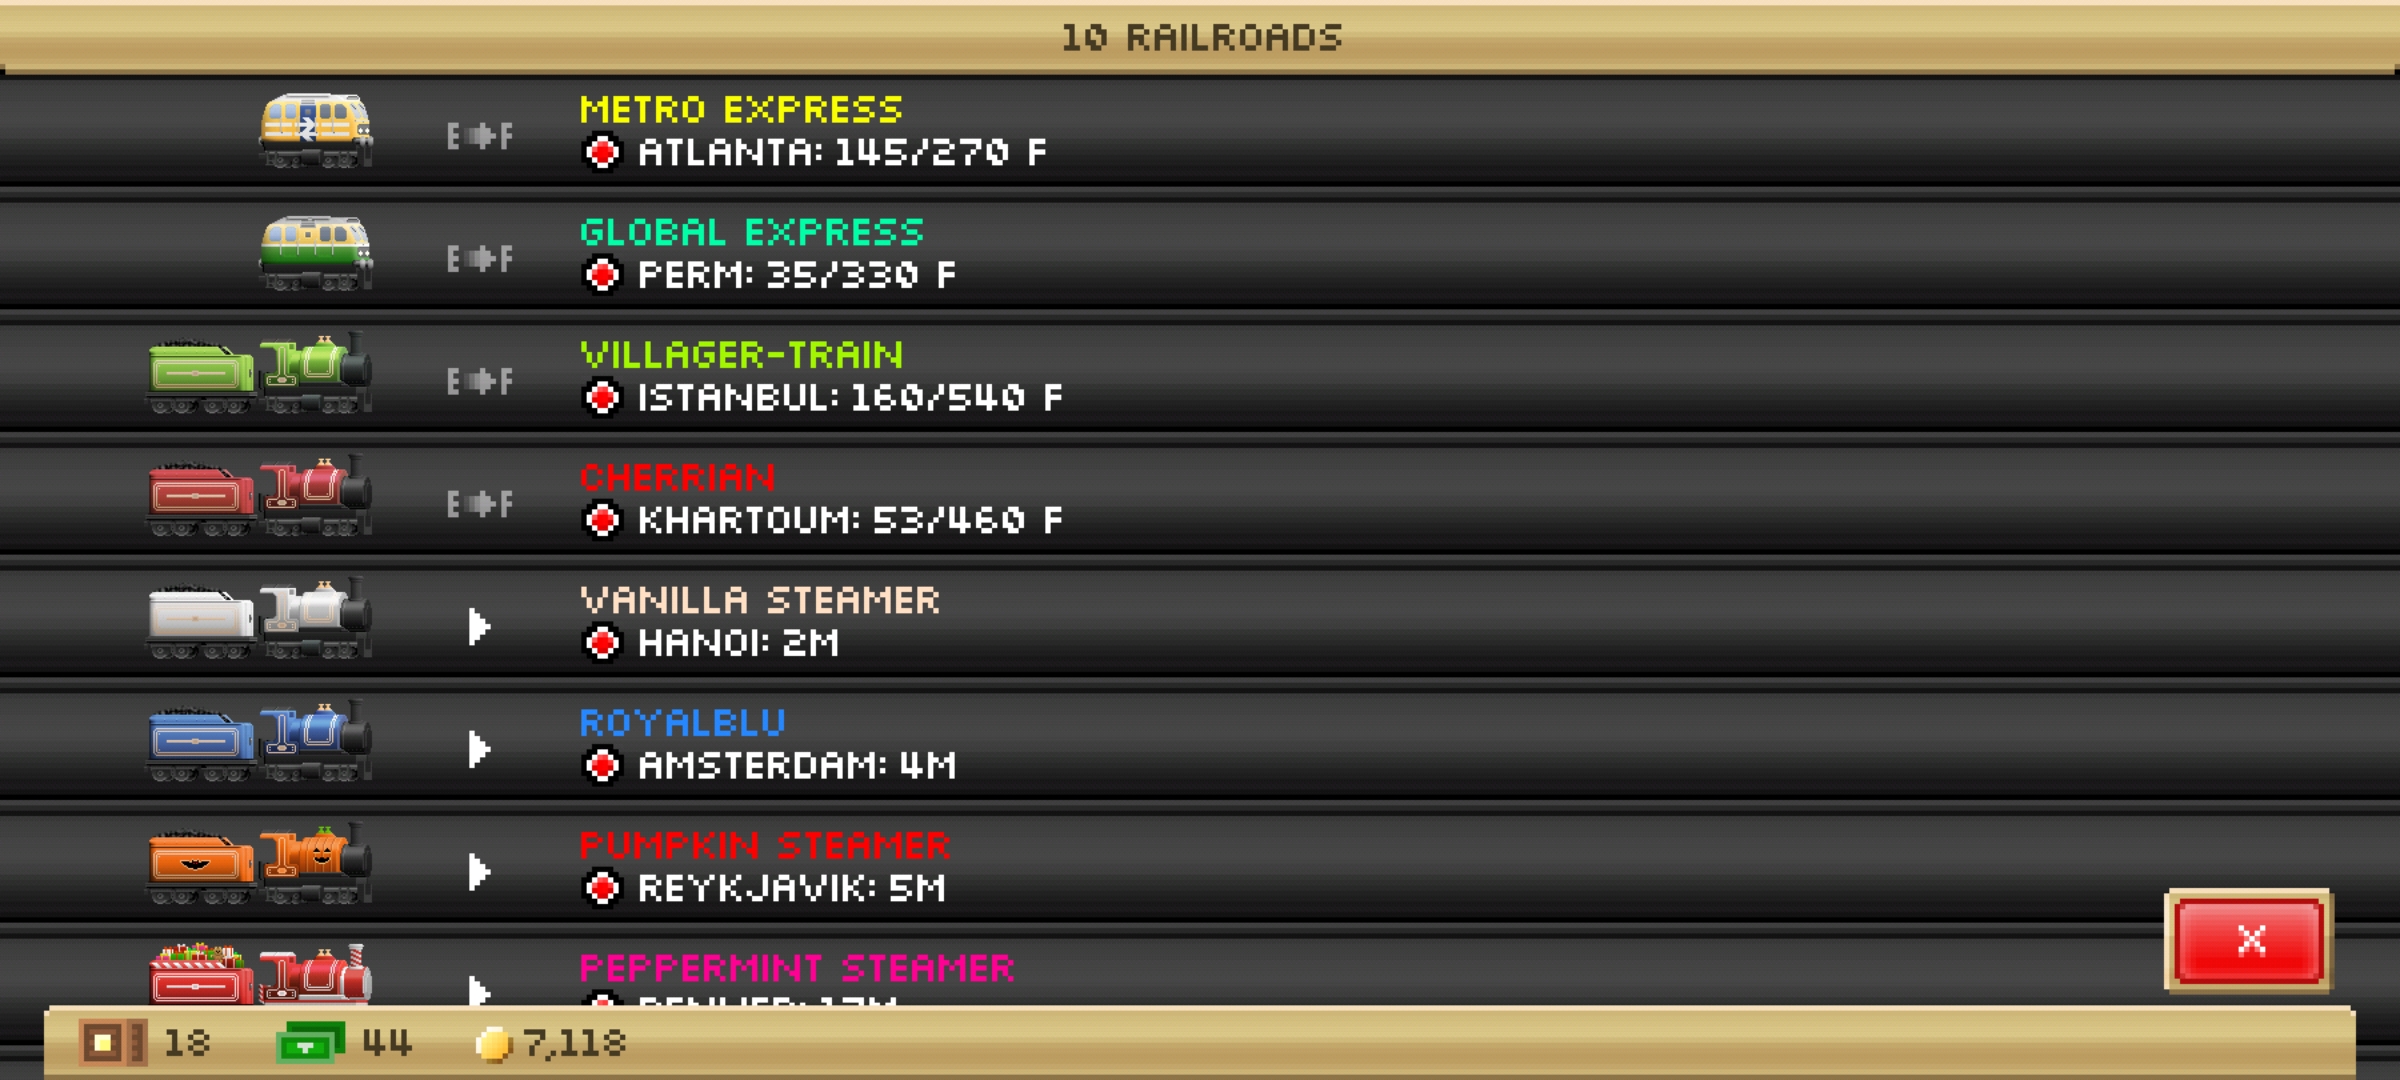 10 RAILROADS
METRO EXPRESS
E F
ATLANTA: 145/270 F
GLOBAL EXPRESS
E F
PERM: 35/330 F
VILLAGER-TRAIN
E F
ISTANBUL: 160/540 F
CHERRIAN
E F
KHARTOUM: 53/460 F
VANILLA STEAMER
HANOI: 2M
ROYALBLU
AMSTERDAM: 4M
PUMPKIN STEAMER
REYKJAVIK: 5M
PEPPERMINT STEAMER
X
18 44 7,118